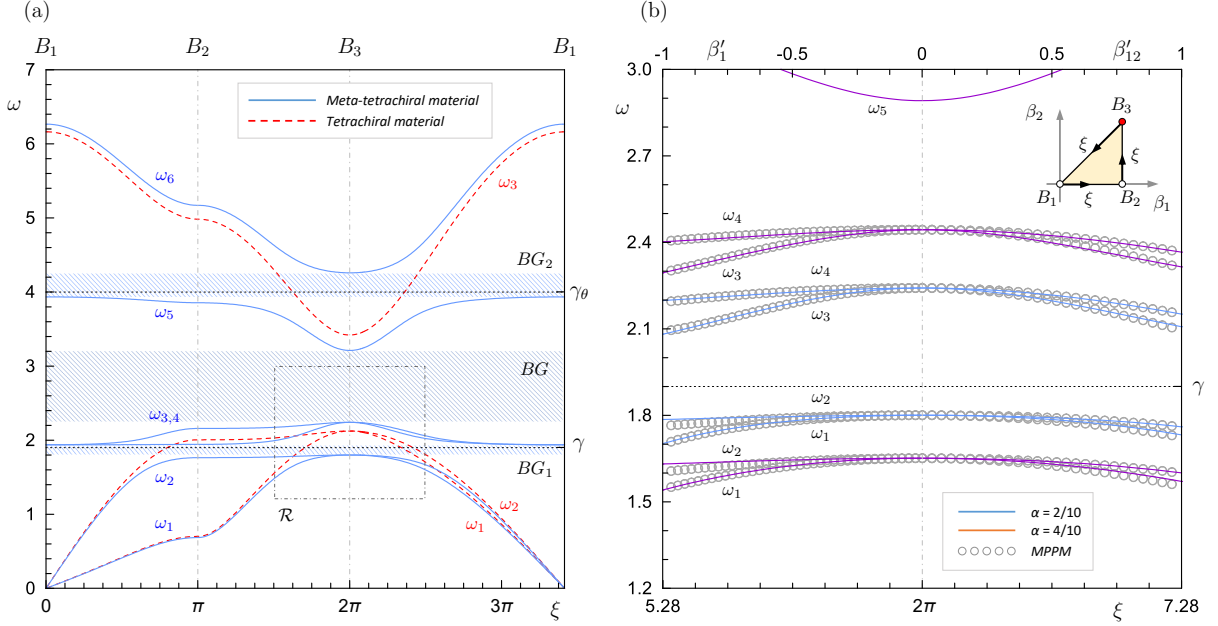 (a)
B₁ B₂ B₃ B₁
7
6
5
4
3
2
1
0
ω
Meta-tetrachiral material
Tetrachiral material
ω₆
ω₃
BG₂
γ_θ
ω₅
BG
ω₃,₄
γ
BG₁
ω₂
ω₁
R
ω₂
ω₁
0 π 2π 3π ξ
(b)
-1 β′₁ -0.5 0 0.5 β′₁₂ 1
3.0
2.7
2.4
2.1
1.8
1.5
1.2
ω
ω₅
β₂
B₃
ξ
ξ
B₁ ξ B₂ β₁
ω₄
ω₃
ω₄
ω₃
γ
ω₂
ω₁
ω₂
ω₁
α = 2/10
α = 4/10
MPPM
5.28 2π ξ 7.28